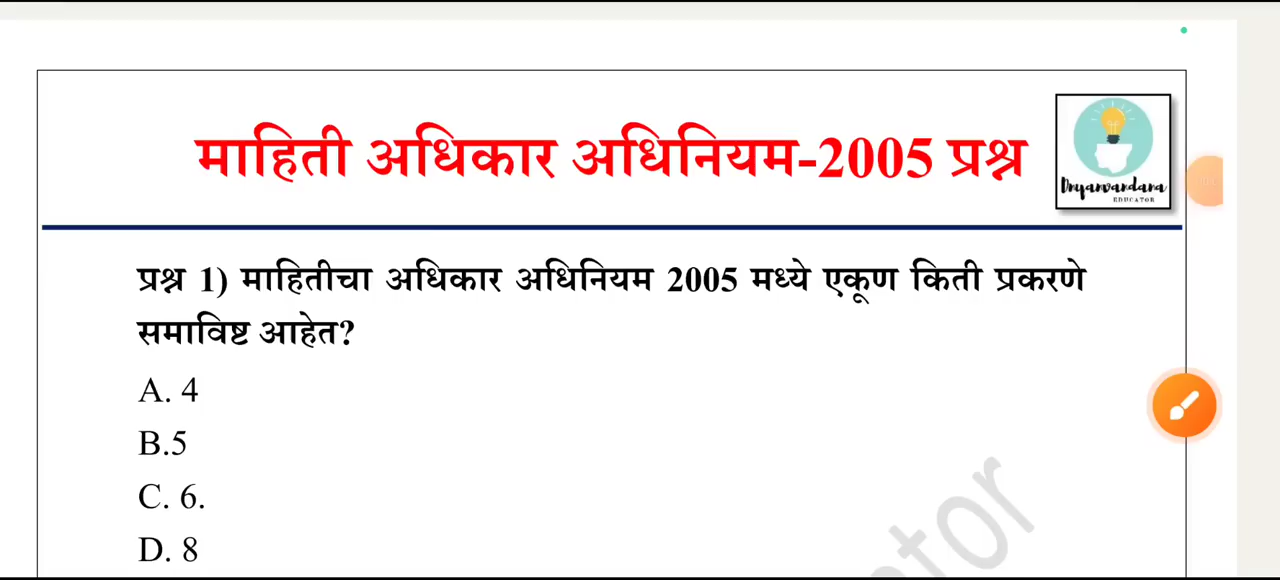 माहिती अधिकार अधिनियम-2005 प्रश्न
Dnyanvandana
EDUCATOR
प्रश्न 1) माहितीचा अधिकार अधिनियम 2005 मध्ये एकूण किती प्रकरणे
समाविष्ट आहेत?
A. 4
B.5
C. 6.
D. 8
tor